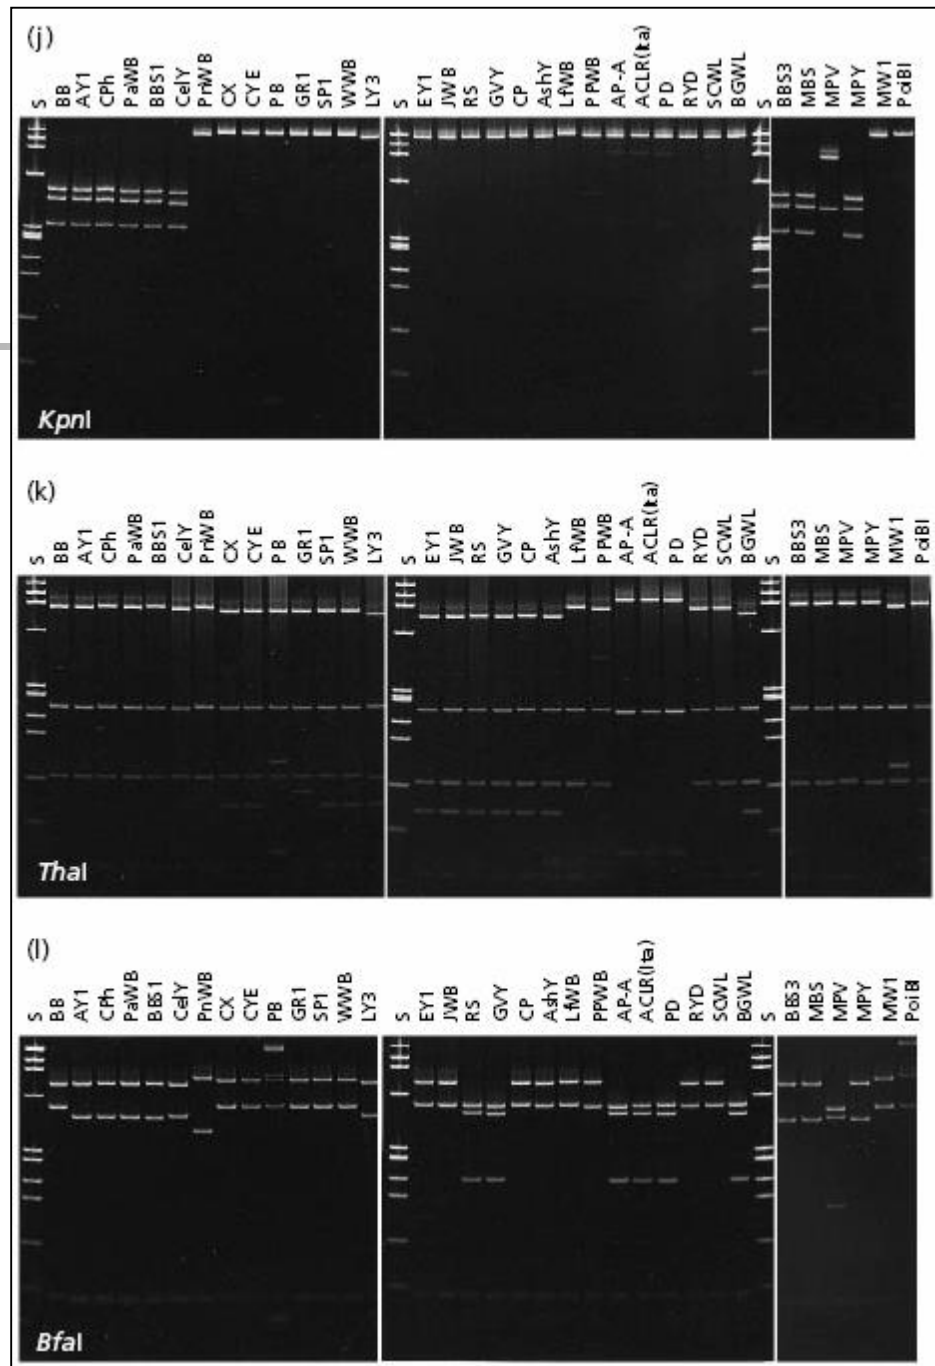 (j)
S BB AY1 CPh PaWB BBS1 CelY PnWB CX CYE PB GR1 SP1 WWB LY3 S EY1 JWB RS GVY CP AshY LfWB PPWB AP-A ACLR(Ita) PD RYD SCWL BGWL S BBS3 MBS MPV MPY MW1 PoiBI
KpnI
(k)
S BB AY1 CPh PaWB BBS1 CelY PnWB CX CYE PB GR1 SP1 WWB LY3 S EY1 JWB RS GVY CP AshY LfWB PPWB AP-A ACLR(Ita) PD RYD SCWL BGWL S BBS3 MBS MPV MPY MW1 PoiBI
ThaI
(l)
S BB AY1 CPh PaWB BBS1 CelY PnWB CX CYE PB GR1 SP1 WWB LY3 S EY1 JWB RS GVY CP AshY LfWB PPWB AP-A ACLR(Ita) PD RYD SCWL BGWL S BBS3 MBS MPV MPY MW1 PoiBI
BfaI